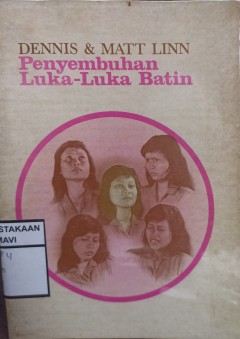 DENNIS & MATT LINN
Penyembuhan
Luka-Luka Batin
STAKAAN
MAVI